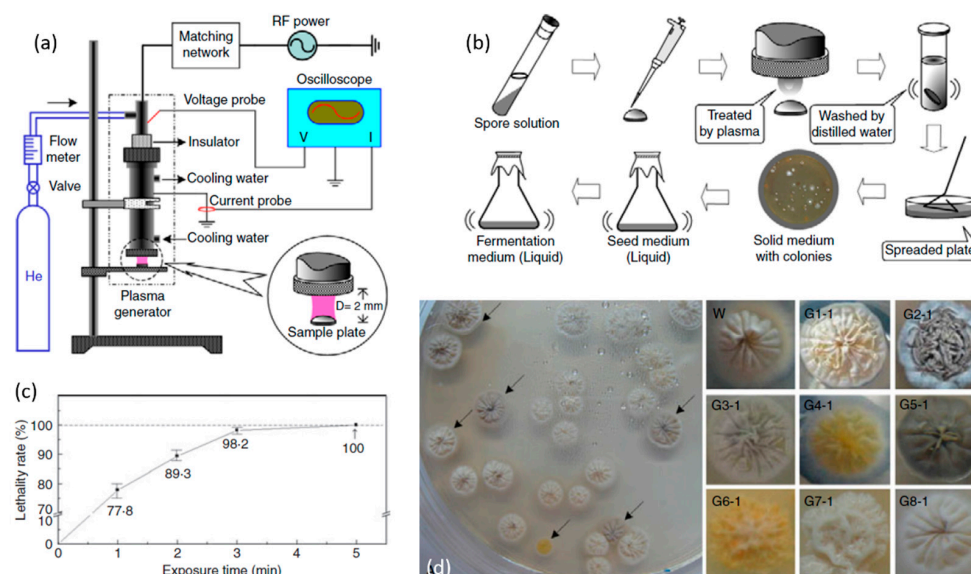 (a)
Matching
network
RF power
Oscilloscope
Voltage probe
V
I
Flow
meter
Insulator
Valve
Cooling water
Current probe
Cooling water
He
Plasma
generator
D= 2 mm
Sample plate
(b)
Spore solution
Treated
by plasma
Washed by
distilled water
Fermentation
medium (Liquid)
Seed medium
(Liquid)
Solid medium
with colonies
Spreaded plate
(c)
Lethality rate (%)
100
90
80
70
10
0
77·8
89·3
98·2
100
0
1
2
3
4
5
Exposure time (min)
(d)
W
G1-1
G2-1
G3-1
G4-1
G5-1
G6-1
G7-1
G8-1